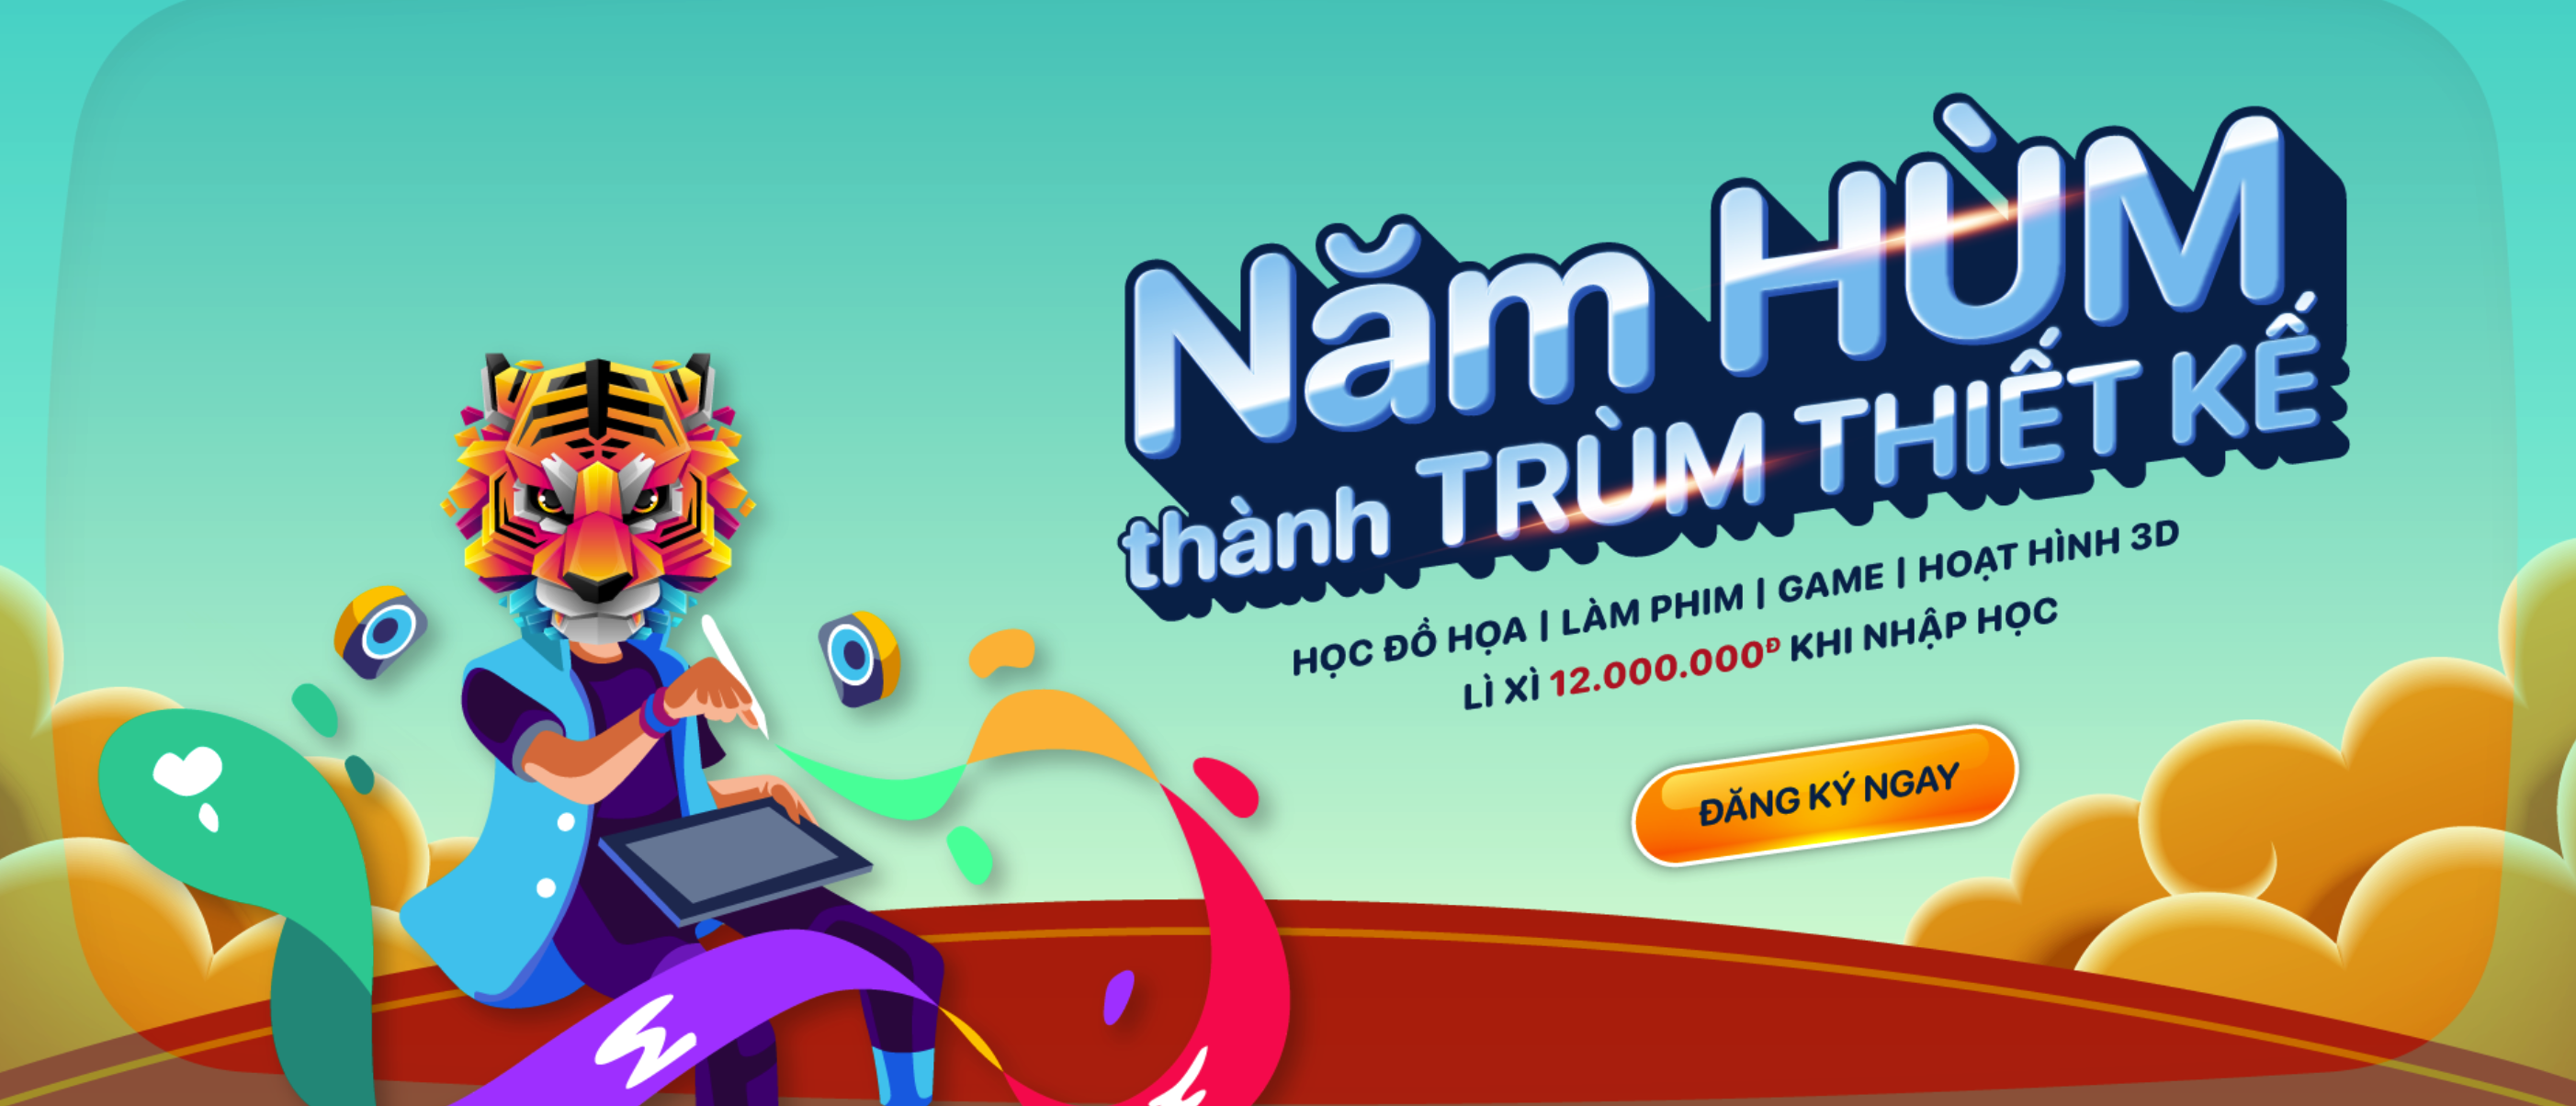 Năm HÙM
thành TRÙM THIẾT KẾ
HỌC ĐỒ HỌA | LÀM PHIM | GAME | HOẠT HÌNH 3D
LÌ XÌ 12.000.000Đ KHI NHẬP HỌC
ĐĂNG KÝ NGAY